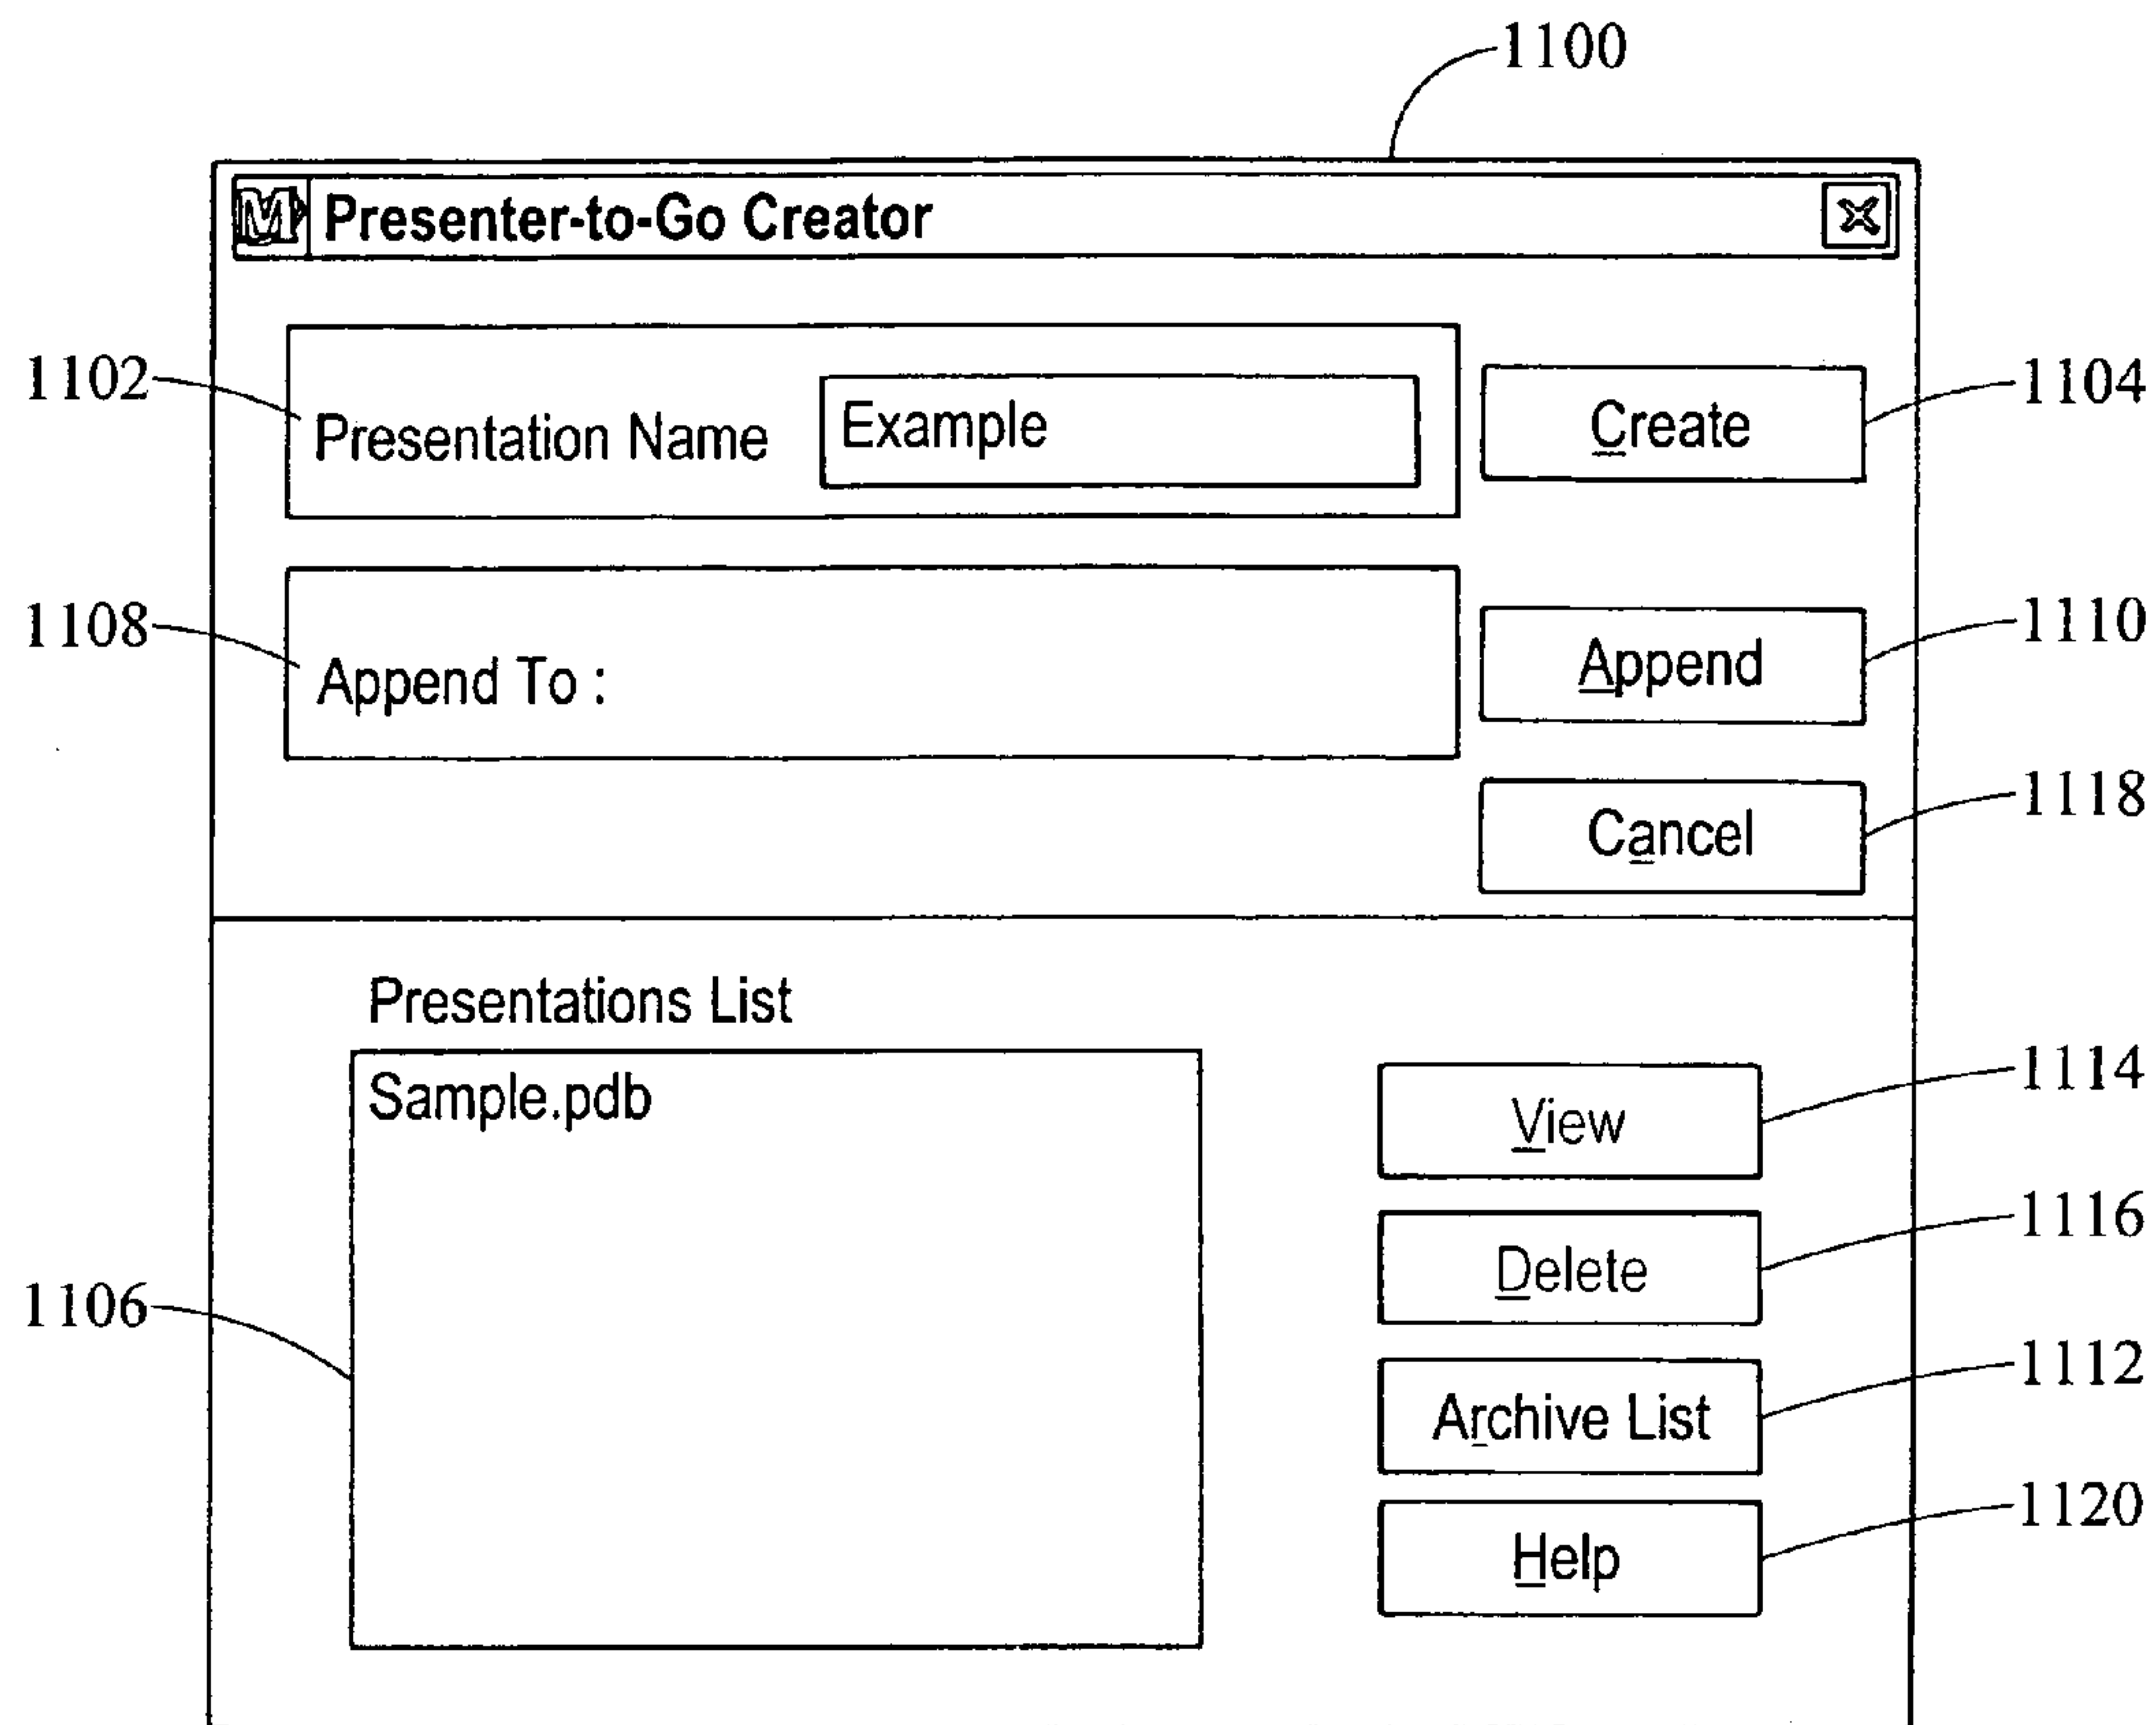 1100
M Presenter-to-Go Creator
1102 Presentation Name Example Create 1104
1108 Append To : Append 1110
Cancel 1118
Presentations List
Sample.pdb
View 1114
Delete 1116
1106
Archive List 1112
Help 1120